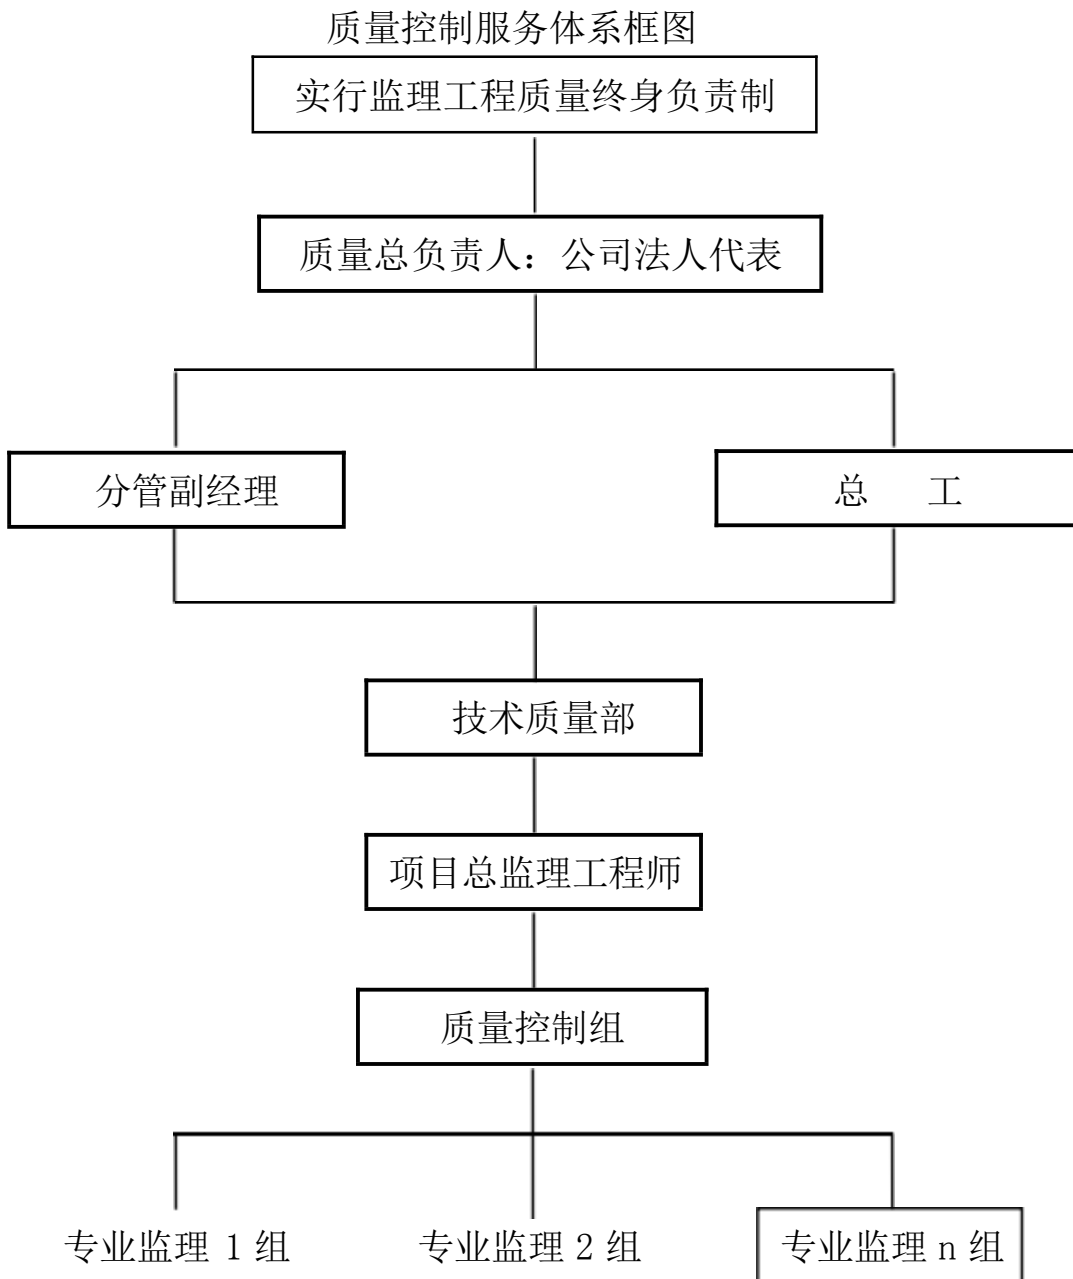 质量控制服务体系框图
实行监理工程质量终身负责制
质量总负责人：公司法人代表
分管副经理
总 工
技术质量部
项目总监理工程师
质量控制组
专业监理 1 组
专业监理 2 组
专业监理 n 组